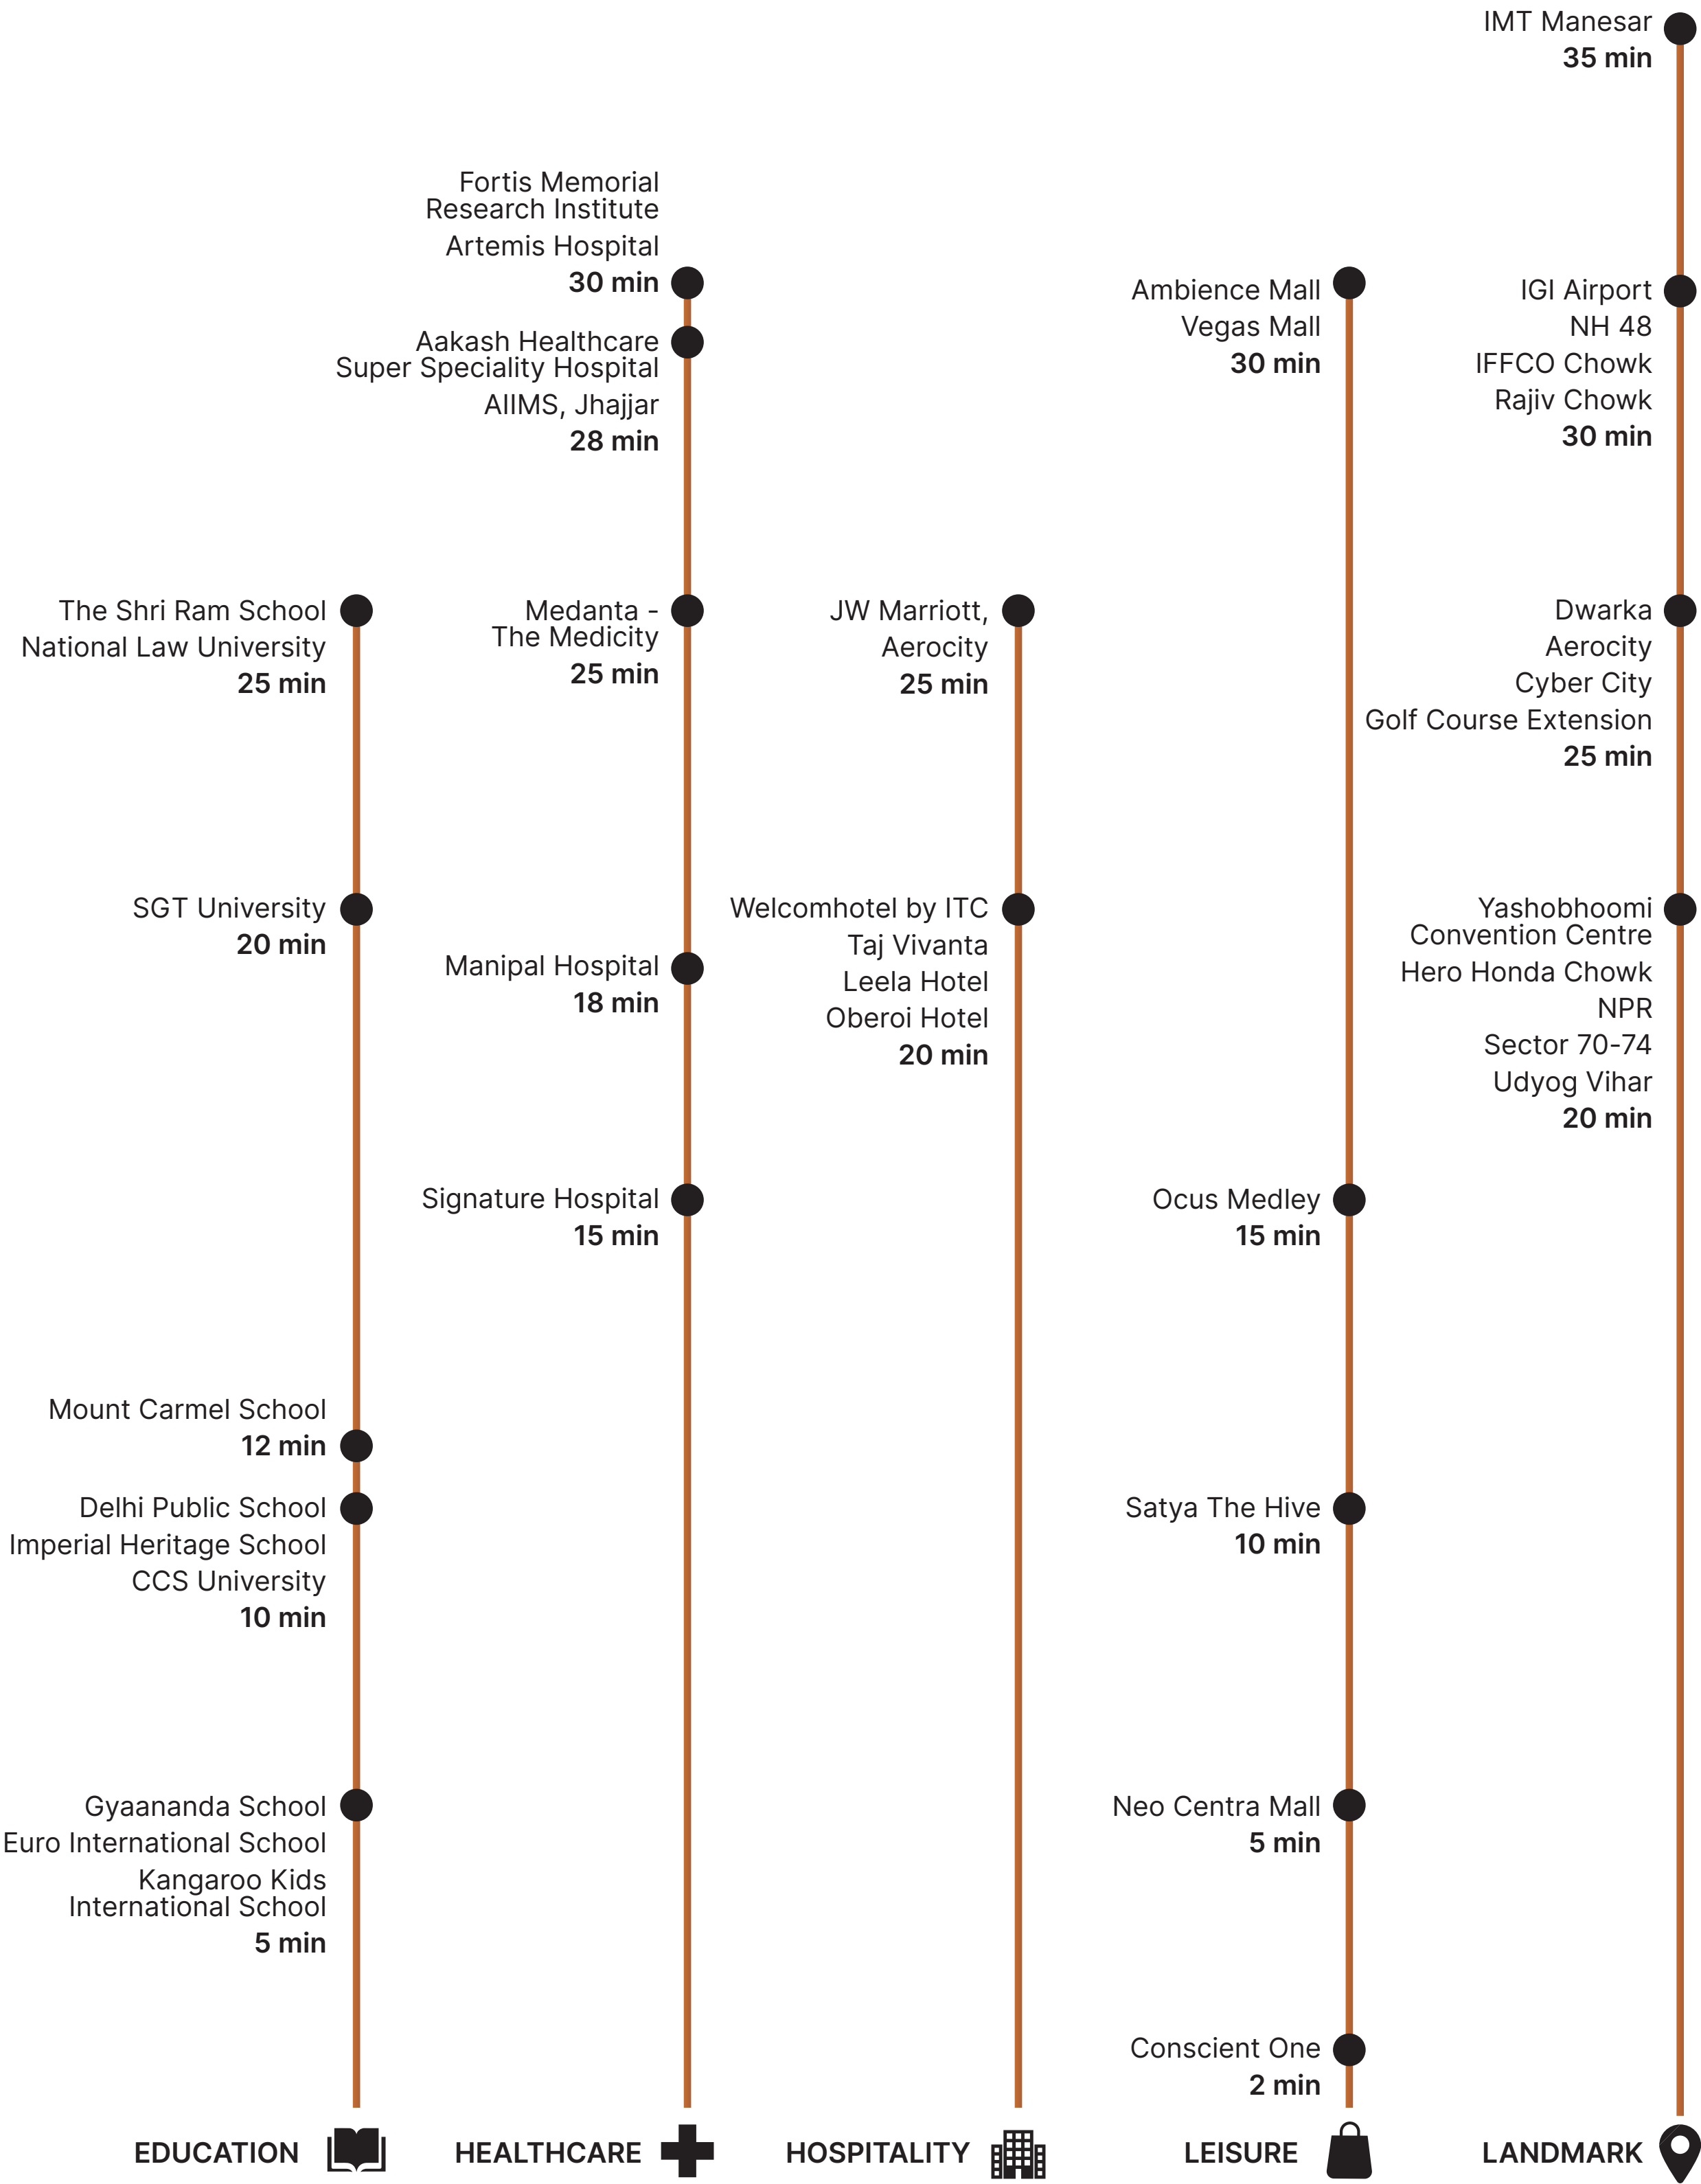 IMT Manesar
35 min
Fortis Memorial
Research Institute
Artemis Hospital
30 min
Aakash Healthcare
Super Speciality Hospital
AIIMS, Jhajjar
28 min
Ambience Mall
Vegas Mall
30 min
IGI Airport
NH 48
IFFCO Chowk
Rajiv Chowk
30 min
The Shri Ram School
National Law University
25 min
Medanta -
The Medicity
25 min
JW Marriott,
Aerocity
25 min
Dwarka
Aerocity
Cyber City
Golf Course Extension
25 min
SGT University
20 min
Manipal Hospital
18 min
Welcomhotel by ITC
Taj Vivanta
Leela Hotel
Oberoi Hotel
20 min
Yashobhoomi
Convention Centre
Hero Honda Chowk
NPR
Sector 70-74
Udyog Vihar
20 min
Signature Hospital
15 min
Ocus Medley
15 min
Mount Carmel School
12 min
Delhi Public School
Imperial Heritage School
CCS University
10 min
Satya The Hive
10 min
Gyaananda School
Euro International School
Kangaroo Kids
International School
5 min
Neo Centra Mall
5 min
Conscient One
2 min
EDUCATION
HEALTHCARE
HOSPITALITY
LEISURE
LANDMARK